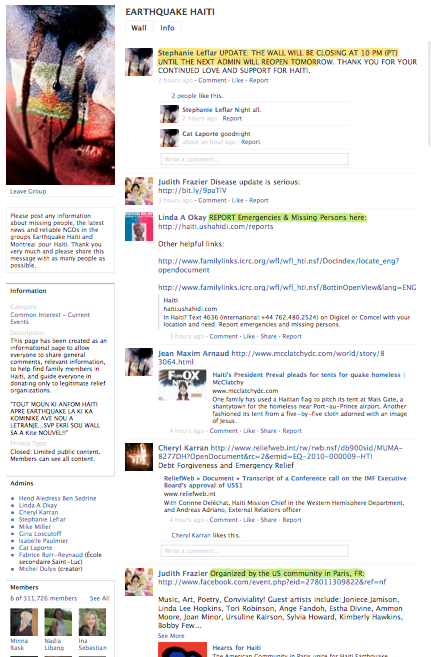 EARTHQUAKE HAITI
Wall Info
Stephanie Leflar UPDATE: THE WALL WILL BE CLOSING AT 10 PM (PT)
UNTIL THE NEXT ADMIN WILL REOPEN TOMORROW. THANK YOU FOR YOUR
CONTINUED LOVE AND SUPPORT FOR HAITI.
2 hours ago · Comment · Like · Report
2 people like this.
Stephanie Leflar Night all.
2 hours ago · Report
Cat Laporte goodnight
about an hour ago · Report
Write a comment...
Judith Frazier Disease update is serious:
http://bit.ly/9paTiV
3 hours ago · Comment · Like · Report
Linda A Okay REPORT Emergencies & Missing Persons here:
http://haiti.ushahidi.com/reports
Other helpful links:
http://www.familylinks.icrc.org/wfl/wfl_hti.nsf/DocIndex/locate_eng?
opendocument
http://www.familylinks.icrc.org/wfl/wfl_hti.nsf/BottinOpenView&lang=ENG
Haiti
haiti.ushahidi.com
In Haiti? Text 4636 (International:+44 762.480.2524) on Digicel or Comcel with your
location and need. Report emergencies and missing persons.
3 hours ago · Comment · Like · Share · Report
Jean Maxim Arnaud http://www.mcclatchydc.com/world/story/8
3064.html
Haiti's President Preval pleads for tents for quake homeless |
McClatchy
www.mcclatchydc.com
One family has used a Haitian flag to pitch its tent at Mais Gate, a
shantytown for the homeless near Port-au-Prince airport. Another
fashioned its tent from a five-by-five cloth adorned with an image
of Jesus.
4 hours ago · Comment · Like · Share · Report
Cheryl Karran http://www.reliefweb.int/rw/rwb.nsf/db900sid/MUMA-
8277DH?OpenDocument&rc=2&emid=EQ-2010-000009-HTI
Debt Forgiveness and Emergency Relief
ReliefWeb » Document » Transcript of a Conference call on the IMF Executive
Board's approval of US$1
www.reliefweb.int
With Corinne Deléchat, Haiti Mission Chief in the Western Hemisphere Department,
and Andreas Adriano, External Relations officer
4 hours ago · Comment · Like · Share · Report
Cheryl Karran likes this.
Write a comment...
Judith Frazier Organized by the US community in Paris, FR:
http://www.facebook.com/event.php?eid=278011309822&ref=nf
Music, Art, Poetry, Conviviality! Guest artists include: Joniece Jamison,
Linda Lee Hopkins, Tori Robinson, Ange Fandoh, Estha Divine, Ammon
Moore, Joan Minor, Ursuline Kairson, Sylvia Howard, Kimberly Hawkins,
Bobby Few...
See More
Hearts for Haiti
The American Community in Paris unite for Haiti. Everyone
Leave Group
Please post any information
about missing people, the latest
news and reliable NGOs in the
groups Earthquake Haiti and
Montreal pour Haiti. Thank you
very much and please share this
message with as many people as
possible.
Information
Category:
Common Interest - Current
Events
Description:
This page has been created as an
informational page to allow
everyone to share general
comments, relevant information,
to help find family members in
Haiti, and guide everyone in
donating only to legitimate relief
organizations.
"TOUT MOUN KI ANFOM HAITI
APRE EARTHQUAKE LA KI KA
KOMINIKE AVE NOU A
LETRANJE...SVP EKRI SOU WALL
SA A Kite NOUVEL!!"
Privacy Type:
Closed: Limited public content.
Members can see all content.
Admins
Hend Aledress Ben Sedrine
Linda A Okay
Cheryl Karran
Stephanie Leflar
Mike Miller
Gina Loscutoff
Isabelle Paulmier
Cat Laporte
Fabrice Burr-Reynaud (École
secondaire Saint-Luc)
Michel Dulyx (creator)
Members
6 of 311,726 members See All
Minna
Rask
Nadia
Libang
Ina
Sebastian